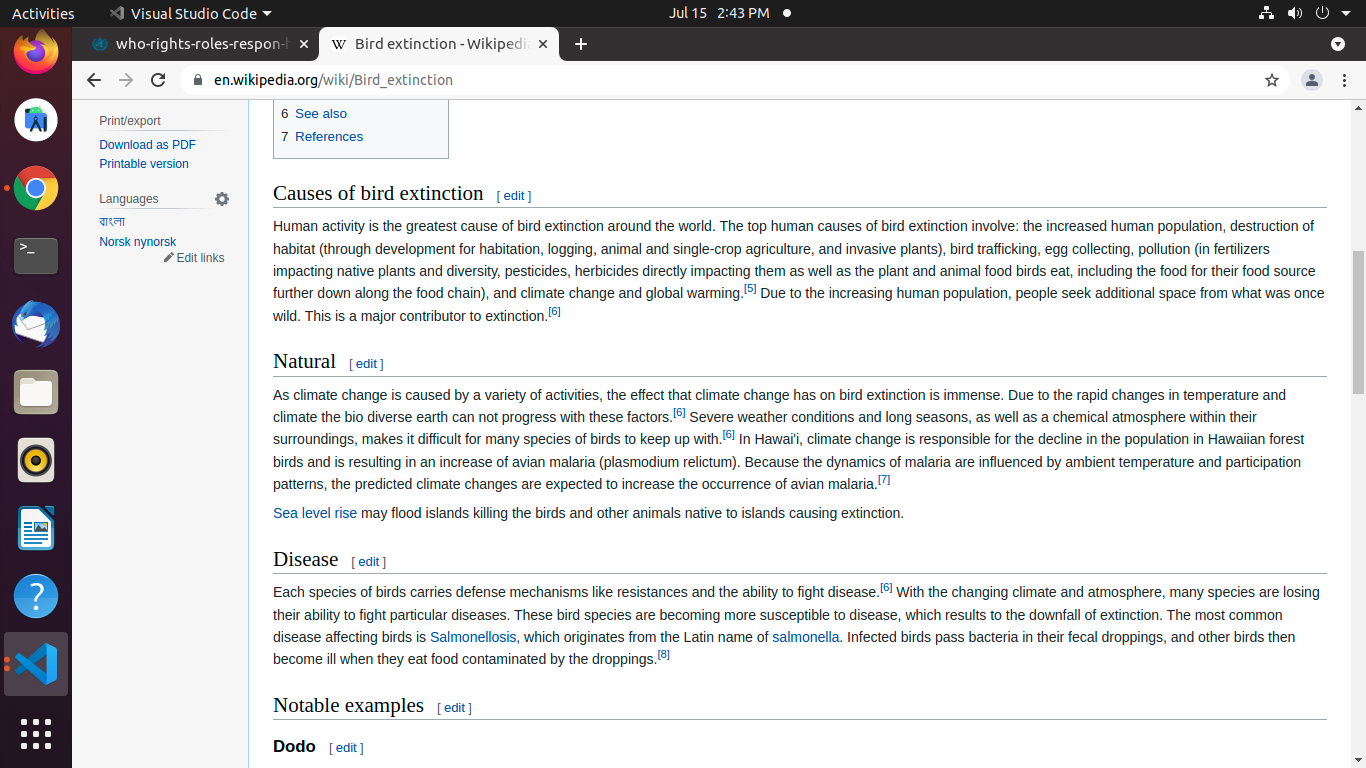 Activities
Visual Studio Code
Jul 15 2:43 PM
who-rights-roles-respon-h
Bird extinction - Wikipedia
en.wikipedia.org/wiki/Bird_extinction
Print/export
Download as PDF
Printable version
Languages
বাংলা
Norsk nynorsk
Edit links
6 See also
7 References
Causes of bird extinction [ edit ]
Human activity is the greatest cause of bird extinction around the world. The top human causes of bird extinction involve: the increased human population, destruction of
habitat (through development for habitation, logging, animal and single-crop agriculture, and invasive plants), bird trafficking, egg collecting, pollution (in fertilizers
impacting native plants and diversity, pesticides, herbicides directly impacting them as well as the plant and animal food birds eat, including the food for their food source
further down along the food chain), and climate change and global warming.[5] Due to the increasing human population, people seek additional space from what was once
wild. This is a major contributor to extinction.[6]
Natural [ edit ]
As climate change is caused by a variety of activities, the effect that climate change has on bird extinction is immense. Due to the rapid changes in temperature and
climate the bio diverse earth can not progress with these factors.[6] Severe weather conditions and long seasons, as well as a chemical atmosphere within their
surroundings, makes it difficult for many species of birds to keep up with.[6] In Hawai'i, climate change is responsible for the decline in the population in Hawaiian forest
birds and is resulting in an increase of avian malaria (plasmodium relictum). Because the dynamics of malaria are influenced by ambient temperature and participation
patterns, the predicted climate changes are expected to increase the occurrence of avian malaria.[7]
Sea level rise may flood islands killing the birds and other animals native to islands causing extinction.
Disease [ edit ]
Each species of birds carries defense mechanisms like resistances and the ability to fight disease.[6] With the changing climate and atmosphere, many species are losing
their ability to fight particular diseases. These bird species are becoming more susceptible to disease, which results to the downfall of extinction. The most common
disease affecting birds is Salmonellosis, which originates from the Latin name of salmonella. Infected birds pass bacteria in their fecal droppings, and other birds then
become ill when they eat food contaminated by the droppings.[8]
Notable examples [ edit ]
Dodo [ edit ]